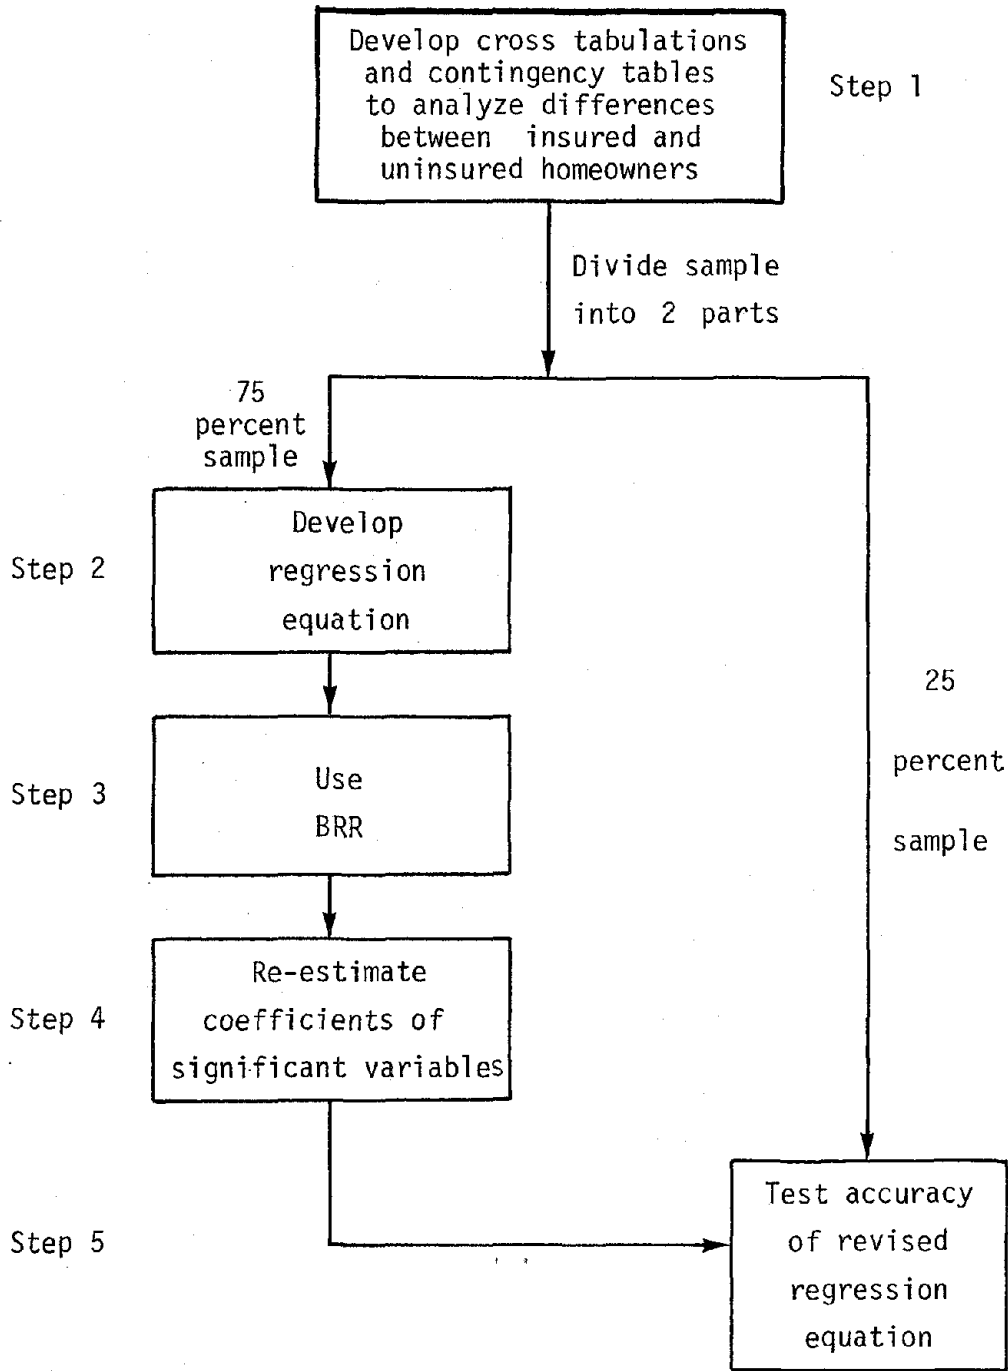 Develop cross tabulations
and contingency tables
to analyze differences
between insured and
uninsured homeowners
Step 1
Divide sample
into 2 parts
75
percent
sample
Step 2
Develop
regression
equation
25
percent
sample
Step 3
Use
BRR
Step 4
Re-estimate
coefficients of
significant variables
Step 5
Test accuracy
of revised
regression
equation